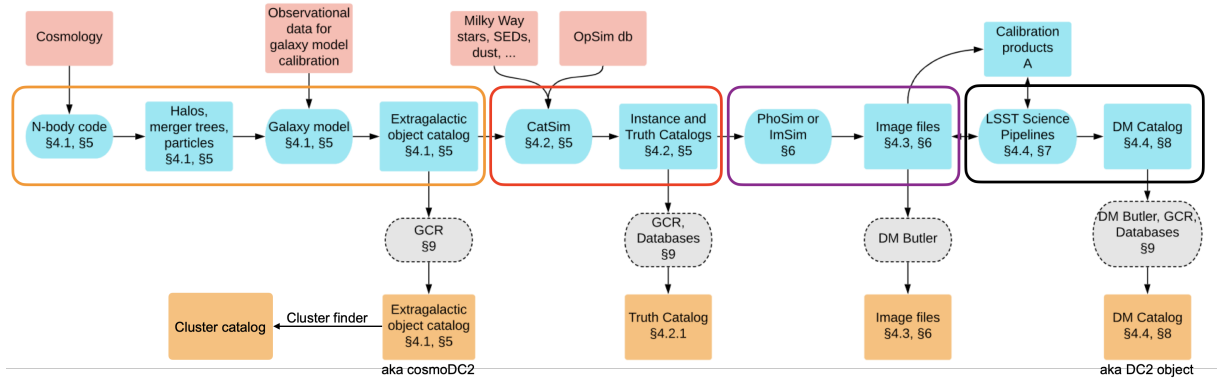 Cosmology
Observational
data for
galaxy model
calibration
Milky Way
stars, SEDs,
dust, ...
OpSim db
Calibration
products
A
N-body code
§4.1, §5
Halos,
merger trees,
particles
§4.1, §5
Galaxy model
§4.1, §5
Extragalactic
object catalog
§4.1, §5
CatSim
§4.2, §5
Instance and
Truth Catalogs
§4.2, §5
PhoSim or
ImSim
§6
Image files
§4.3, §6
LSST Science
Pipelines
§4.4, §7
DM Catalog
§4.4, §8
GCR
§9
GCR,
Databases
§9
DM Butler
DM Butler, GCR,
Databases
§9
Cluster catalog
Cluster finder
Extragalactic
object catalog
§4.1, §5
Truth Catalog
§4.2.1
Image files
§4.3, §6
DM Catalog
§4.4, §8
aka cosmoDC2
aka DC2 object